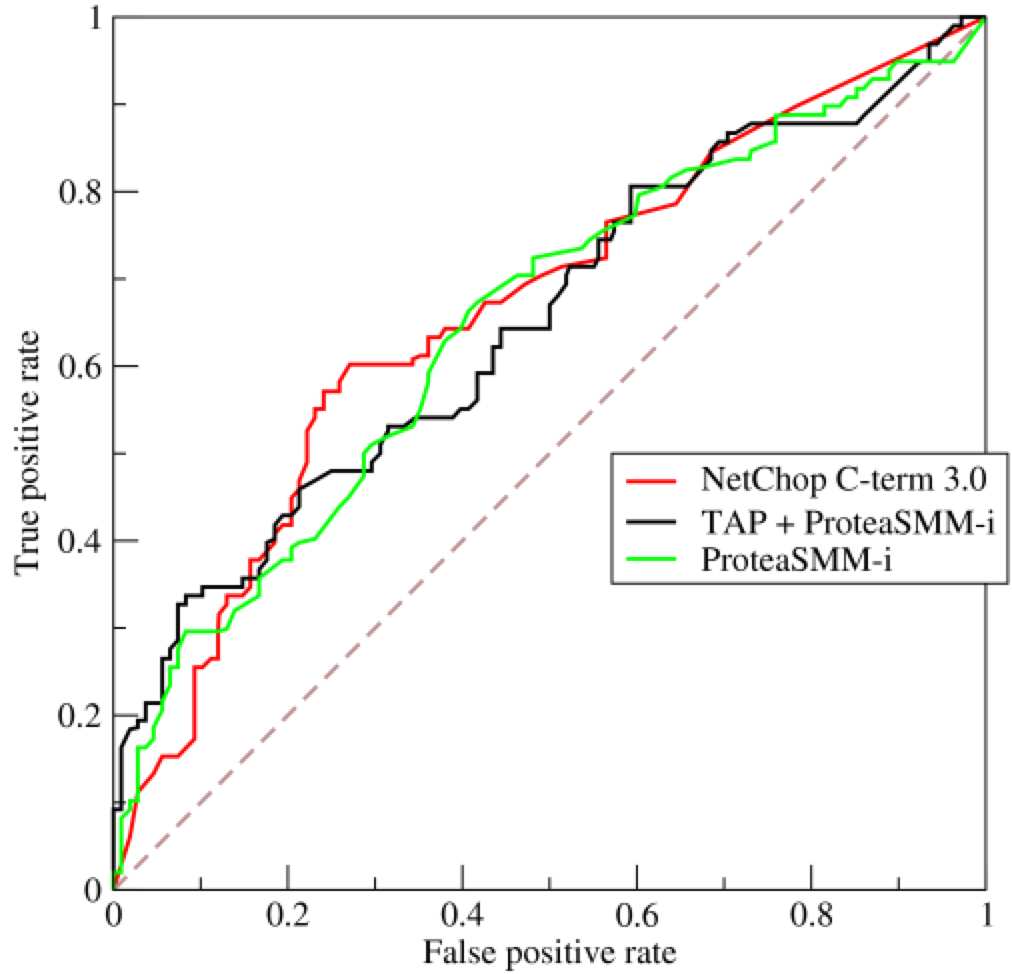 1
0.8
0.6
0.4
0.2
0
True positive rate
NetChop C-term 3.0
TAP + ProteaSMM-i
ProteaSMM-i
0 0.2 0.4 0.6 0.8 1
False positive rate